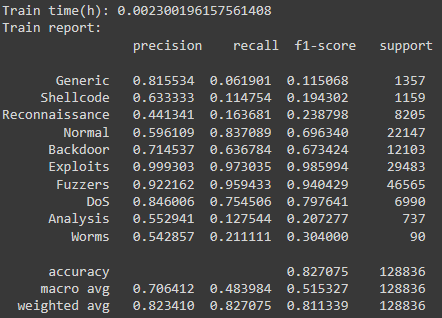 Train time(h): 0.002300196157561408
Train report:
precision recall f1-score support
Generic 0.815534 0.061901 0.115068 1357
Shellcode 0.633333 0.114754 0.194302 1159
Reconnaissance 0.441341 0.163681 0.238798 8205
Normal 0.596109 0.837089 0.696340 22147
Backdoor 0.714537 0.636784 0.673424 12103
Exploits 0.999303 0.973035 0.985994 29483
Fuzzers 0.922162 0.959433 0.940429 46565
DoS 0.846006 0.754506 0.797641 6990
Analysis 0.552941 0.127544 0.207277 737
Worms 0.542857 0.211111 0.304000 90
accuracy 0.827075 128836
macro avg 0.706412 0.483984 0.515327 128836
weighted avg 0.823410 0.827075 0.811339 128836